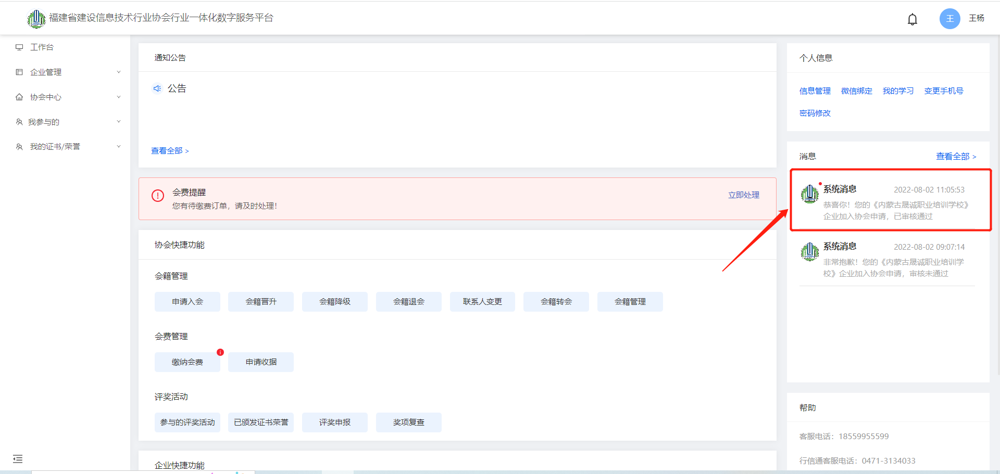 福建省建设信息技术行业协会行业一体化数字服务平台
王
王杨
工作台
企业管理
协会中心
我参与的
我的证书/荣誉
通知公告
公告
查看全部 >
会费提醒
您有待缴费订单，请及时处理！
立即处理
协会快捷功能
会籍管理
申请入会
会籍晋升
会籍降级
会籍退会
联系人变更
会籍转会
会籍管理
会费管理
缴纳会费
申请收据
评奖活动
参与的评奖活动
已颁发证书荣誉
评奖申报
奖项复查
企业快捷功能
个人信息
信息管理 微信绑定 我的学习 变更手机号
密码修改
消息
查看全部 >
系统消息 2022-08-02 11:05:53
恭喜你！您的《内蒙古晟诚职业培训学校》
企业加入协会申请，已审核通过
系统消息 2022-08-02 09:07:14
非常抱歉！您的《内蒙古晟诚职业培训学
校》企业加入协会申请，审核未通过
帮助
客服电话：18559955599
行信通客服电话：0471-3134033